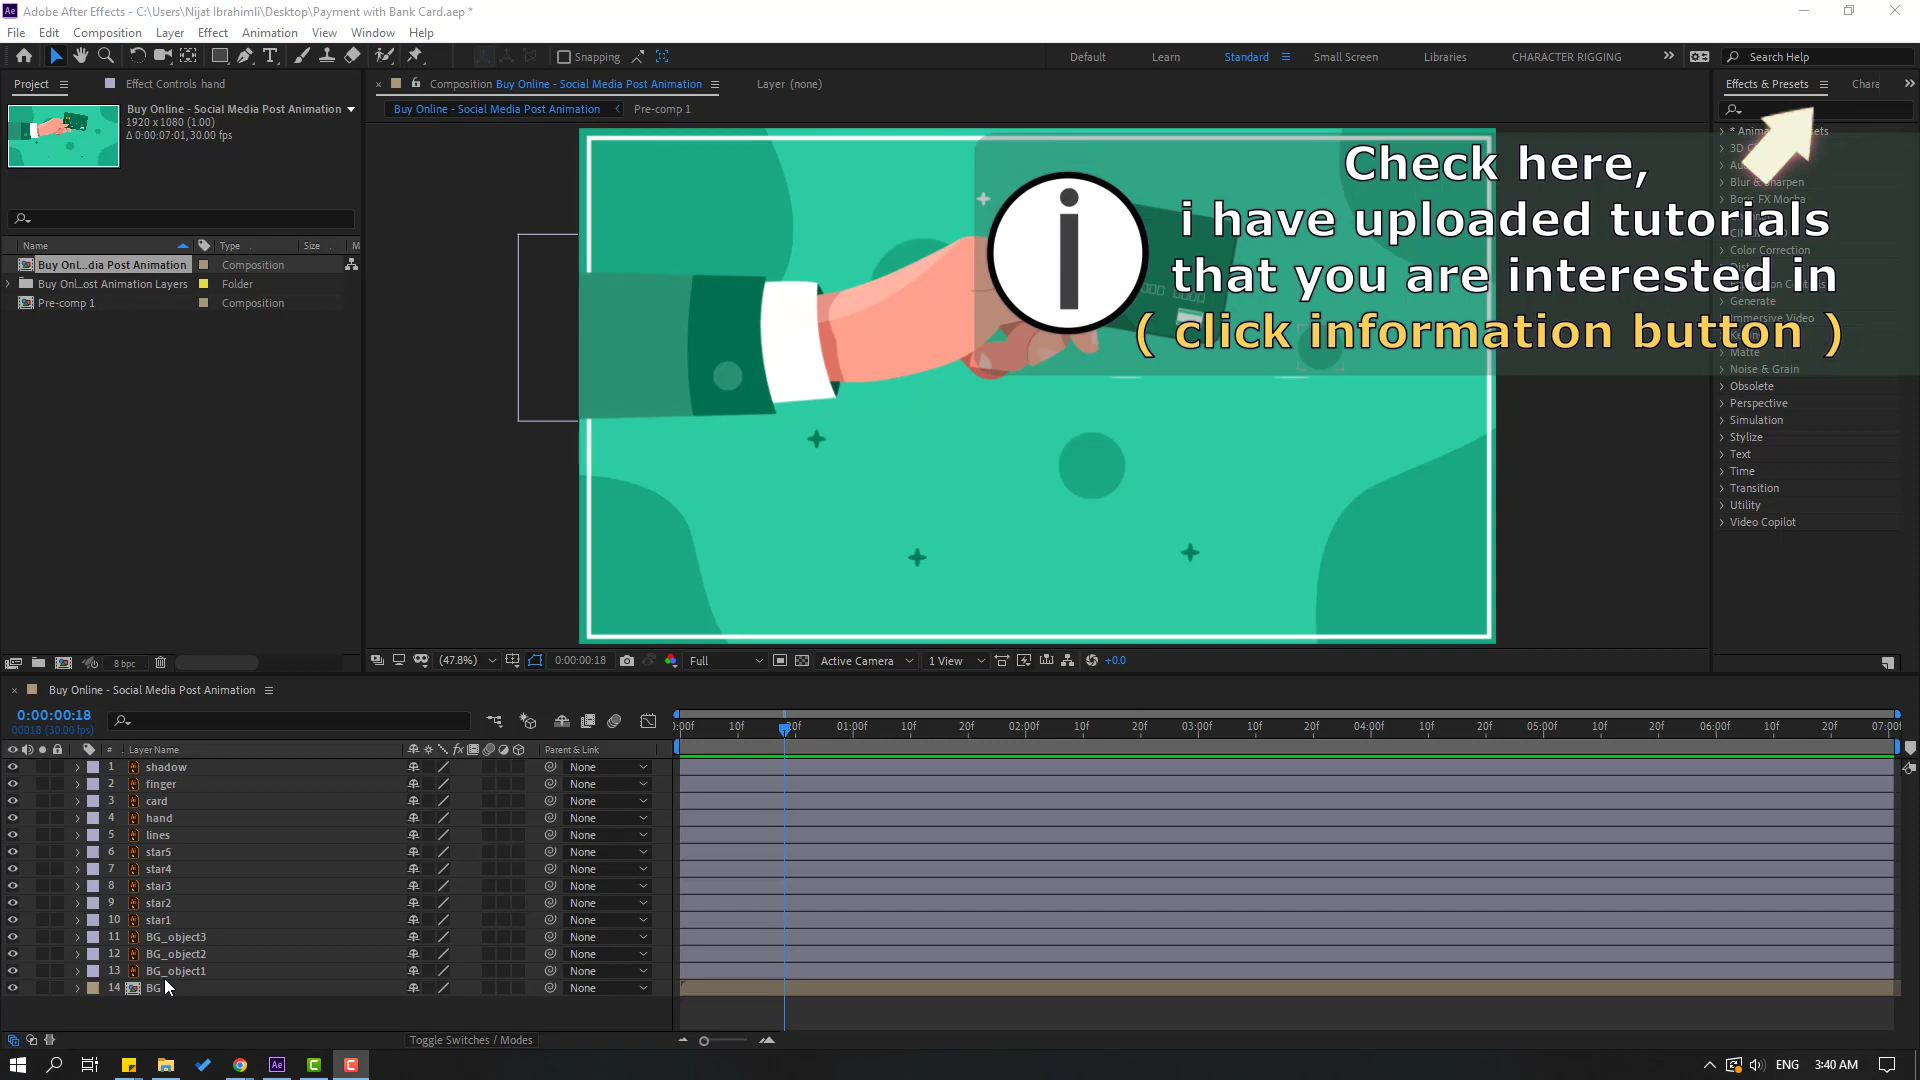 Adobe After Effects - C:\Users\Nijat Ibrahimli\Desktop\Payment with Bank Card.aep *
File Edit Composition Layer Effect Animation View Window Help
Snapping
Default Learn Standard Small Screen Libraries CHARACTER RIGGING Search Help
Project Effect Controls hand
Composition Buy Online - Social Media Post Animation Layer (none)
Effects & Presets Chara
Buy Online - Social Media Post Animation
1920 x 1080 (1.00)
Δ 0:00:07:01, 30.00 fps
Buy Online - Social Media Post Animation Pre-comp 1
Name Type Size M
Buy Onl...dia Post Animation Composition
Buy Onl...ost Animation Layers Folder
Pre-comp 1 Composition
Check here,
i have uploaded tutorials
that you are interested in
( click information button )
Blur & Sharpen
Boris FX Mocha
Color Correction
Generate
Immersive Video
Matte
Noise & Grain
Obsolete
Perspective
Simulation
Stylize
Text
Time
Transition
Utility
Video Copilot
8 bpc
(47.8%) 0:00:00:18 Full Active Camera 1 View +0.0
Buy Online - Social Media Post Animation
0:00:00:18
00018 (30.00 fps)
:00f 10f 20f 01:00f 10f 20f 02:00f 10f 20f 03:00f 10f 20f 04:00f 10f 20f 05:00f 10f 20f 06:00f 10f 20f 07:00f
# Layer Name fx Parent & Link
1 shadow None
2 finger None
3 card None
4 hand None
5 lines None
6 star5 None
7 star4 None
8 star3 None
9 star2 None
10 star1 None
11 BG_object3 None
12 BG_object2 None
13 BG_object1 None
14 BG None
Toggle Switches / Modes
Ae ENG 3:40 AM